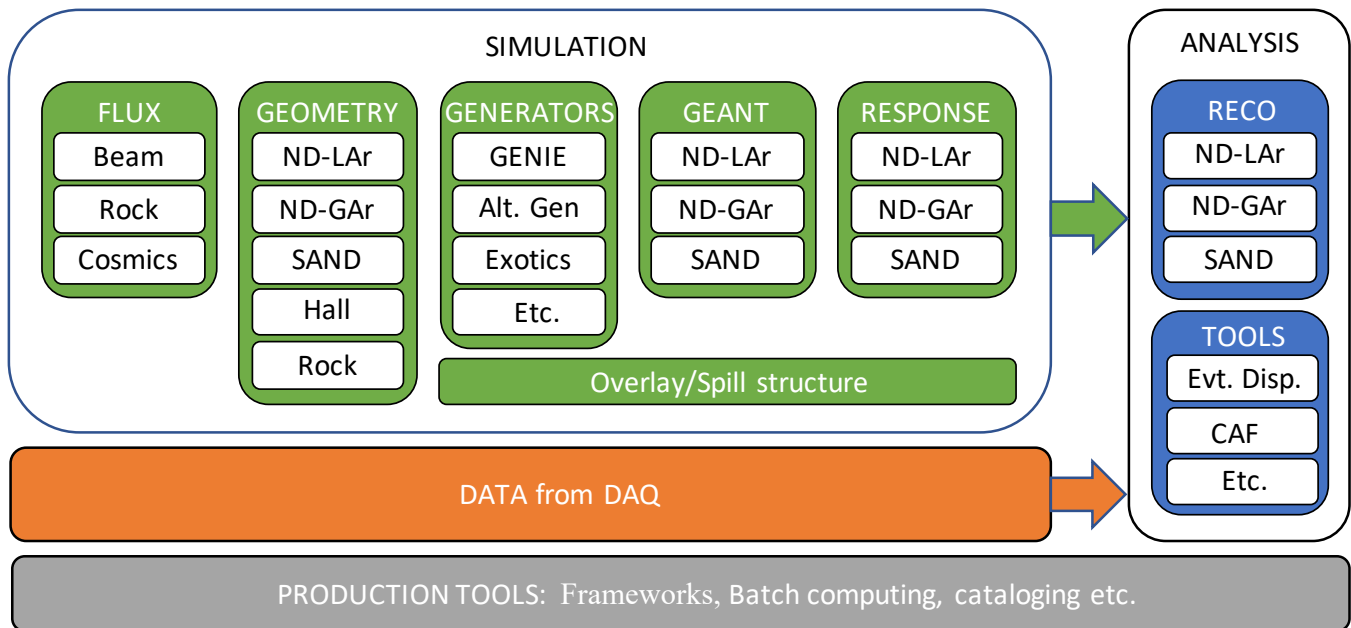 SIMULATION
FLUX
Beam
Rock
Cosmics
GEOMETRY
ND-LAr
ND-GAr
SAND
Hall
Rock
GENERATORS
GENIE
Alt. Gen
Exotics
Etc.
GEANT
ND-LAr
ND-GAr
SAND
RESPONSE
ND-LAr
ND-GAr
SAND
Overlay/Spill structure
ANALYSIS
RECO
ND-LAr
ND-GAr
SAND
TOOLS
Evt. Disp.
CAF
Etc.
DATA from DAQ
PRODUCTION TOOLS: Frameworks, Batch computing, cataloging etc.